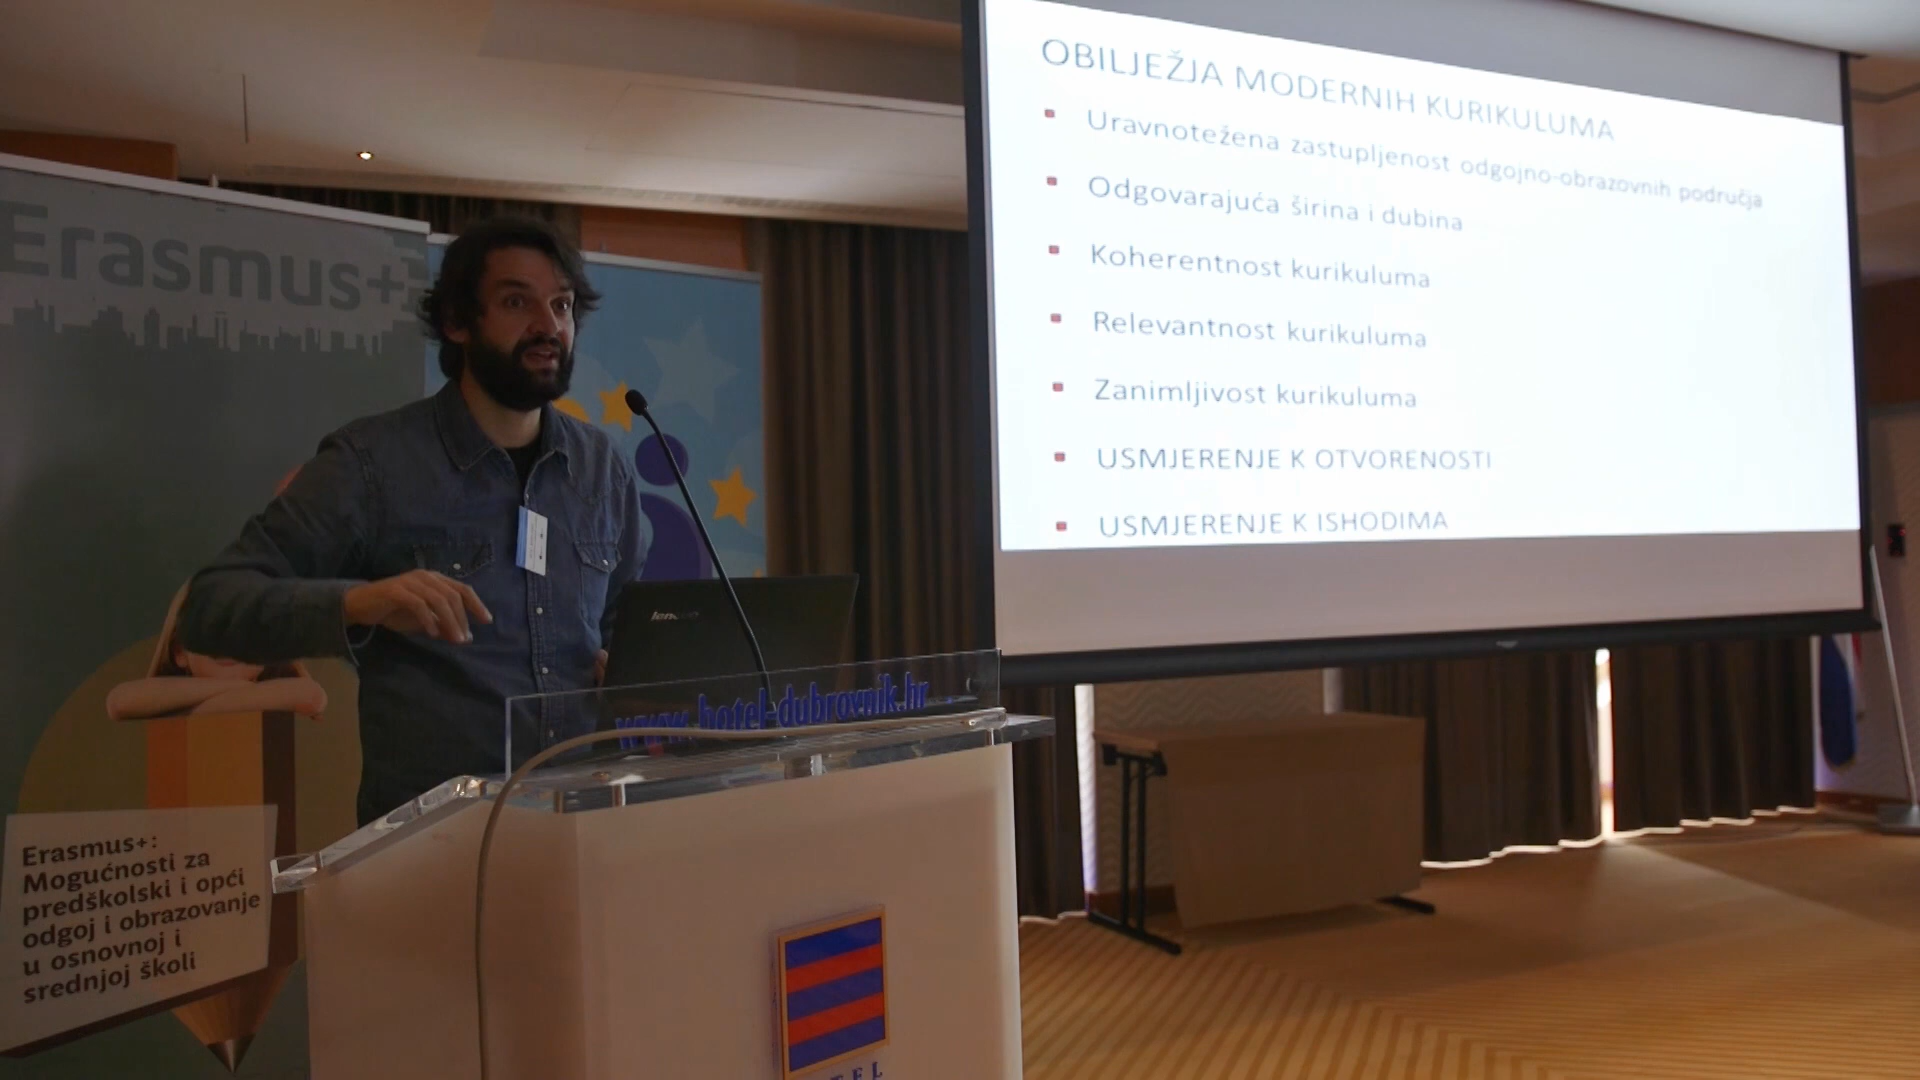 OBILJEŽJA MODERNIH KURIKULUMA
Uravnotežena zastupljenost odgojno-obrazovnih područja
Odgovarajuća širina i dubina
Koherentnost kurikuluma
Relevantnost kurikuluma
Zanimljivost kurikuluma
USMJERENJE K OTVORENOSTI
USMJERENJE K ISHODIMA
Erasmus+
lenovo
www.hotel-dubrovnik.hr
Erasmus+:
Mogućnosti za
predškolski i opći
odgoj i obrazovanje
u osnovnoj i
srednjoj školi